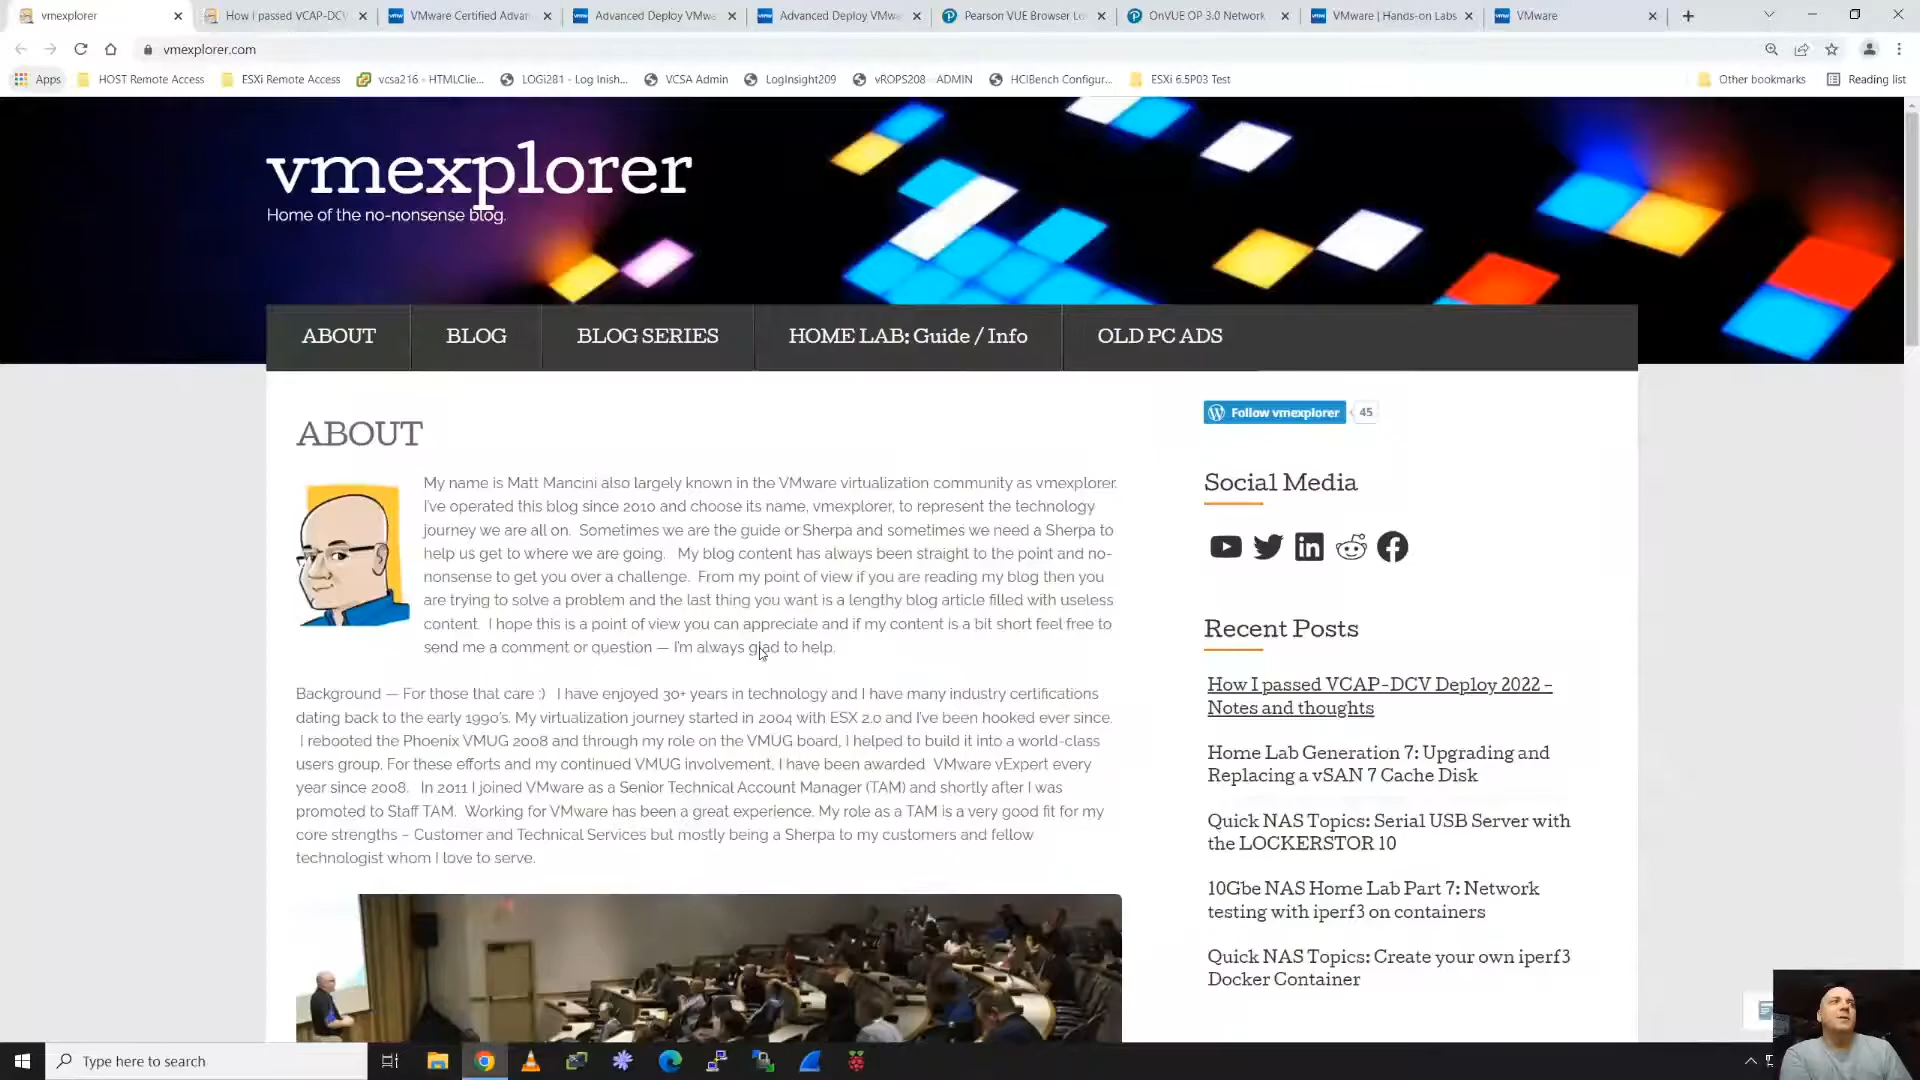 vmexplorer
How I passed VCAP-DCV
VMware Certified Advan
Advanced Deploy VMwa
Advanced Deploy VMwa
Pearson VUE Browser Lo
OnVUE OP 3.0 Network
VMware | Hands-on Labs
VMware
vmexplorer.com
Apps
HOST Remote Access
ESXi Remote Access
vcsa216 - HTMLClie...
LOGi281 - Log Inish...
VCSA Admin
LogInsight209
vROPS208 - ADMIN
HCIBench Configur...
ESXi 6.5P03 Test
Other bookmarks
Reading list
vmexplorer
Home of the no-nonsense blog.
ABOUT
BLOG
BLOG SERIES
HOME LAB: Guide / Info
OLD PC ADS
ABOUT
My name is Matt Mancini also largely known in the VMware virtualization community as vmexplorer.
I've operated this blog since 2010 and choose its name, vmexplorer, to represent the technology
journey we are all on. Sometimes we are the guide or Sherpa and sometimes we need a Sherpa to
help us get to where we are going. My blog content has always been straight to the point and no-
nonsense to get you over a challenge. From my point of view if you are reading my blog then you
are trying to solve a problem and the last thing you want is a lengthy blog article filled with useless
content. I hope this is a point of view you can appreciate and if my content is a bit short feel free to
send me a comment or question — I'm always glad to help.
Background — For those that care :) I have enjoyed 30+ years in technology and I have many industry certifications
dating back to the early 1990's. My virtualization journey started in 2004 with ESX 2.0 and I've been hooked ever since.
I rebooted the Phoenix VMUG 2008 and through my role on the VMUG board, I helped to build it into a world-class
users group. For these efforts and my continued VMUG involvement, I have been awarded VMware vExpert every
year since 2008. In 2011 I joined VMware as a Senior Technical Account Manager (TAM) and shortly after I was
promoted to Staff TAM. Working for VMware has been a great experience. My role as a TAM is a very good fit for my
core strengths – Customer and Technical Services but mostly being a Sherpa to my customers and fellow
technologist whom I love to serve.
Follow vmexplorer
45
Social Media
Recent Posts
How I passed VCAP-DCV Deploy 2022 –
Notes and thoughts
Home Lab Generation 7: Upgrading and
Replacing a vSAN 7 Cache Disk
Quick NAS Topics: Serial USB Server with
the LOCKERSTOR 10
10Gbe NAS Home Lab Part 7: Network
testing with iperf3 on containers
Quick NAS Topics: Create your own iperf3
Docker Container
Type here to search